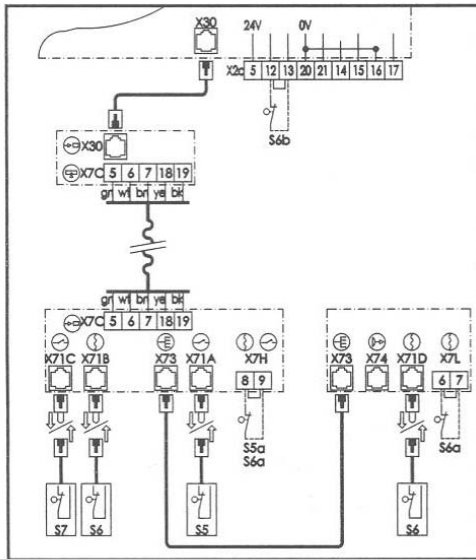 X30 24V 0V
X2c 5 12 13 20 21 14 15 16 17
S6b
X30
X7C 5 6 7 18 19
gr wt br ye bk
gr wt br ye bk
X7C 5 6 7 18 19
X71C X71B X73 X71A X7H X73 X74 X71D X7L
8 9 6 7
S5a S6a
S6a
S7 S6 S5 S6